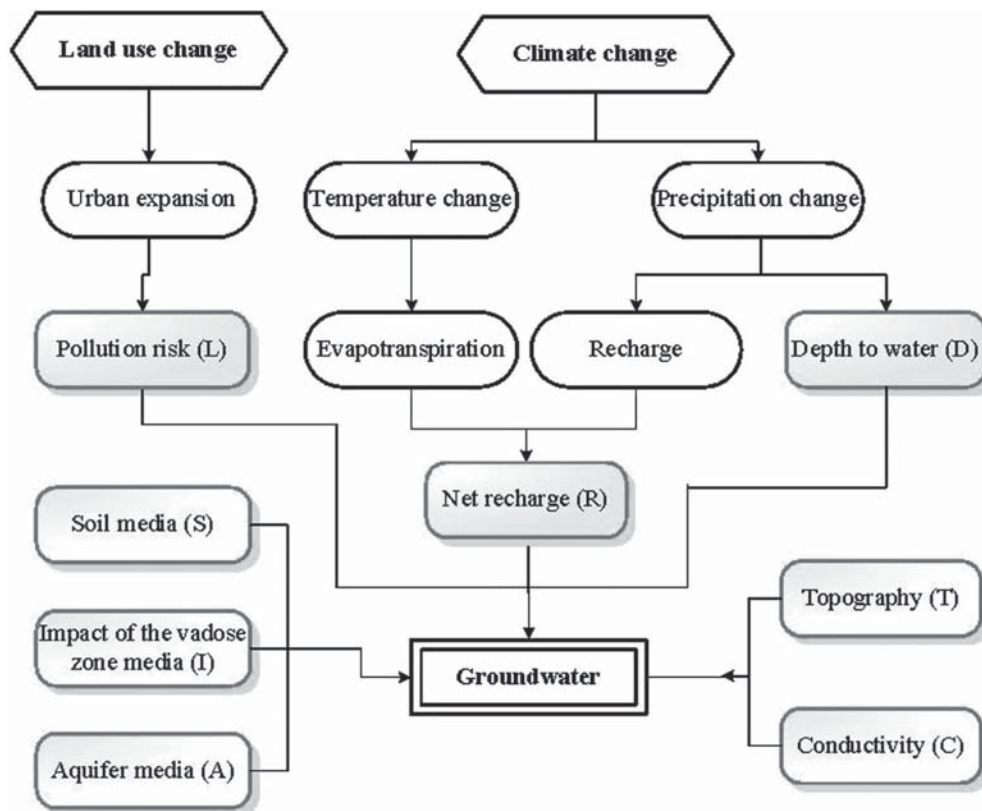 Land use change
Climate change
Urban expansion
Temperature change
Precipitation change
Pollution risk (L)
Evapotranspiration
Recharge
Depth to water (D)
Net recharge (R)
Soil media (S)
Impact of the vadose
zone media (I)
Aquifer media (A)
Groundwater
Topography (T)
Conductivity (C)